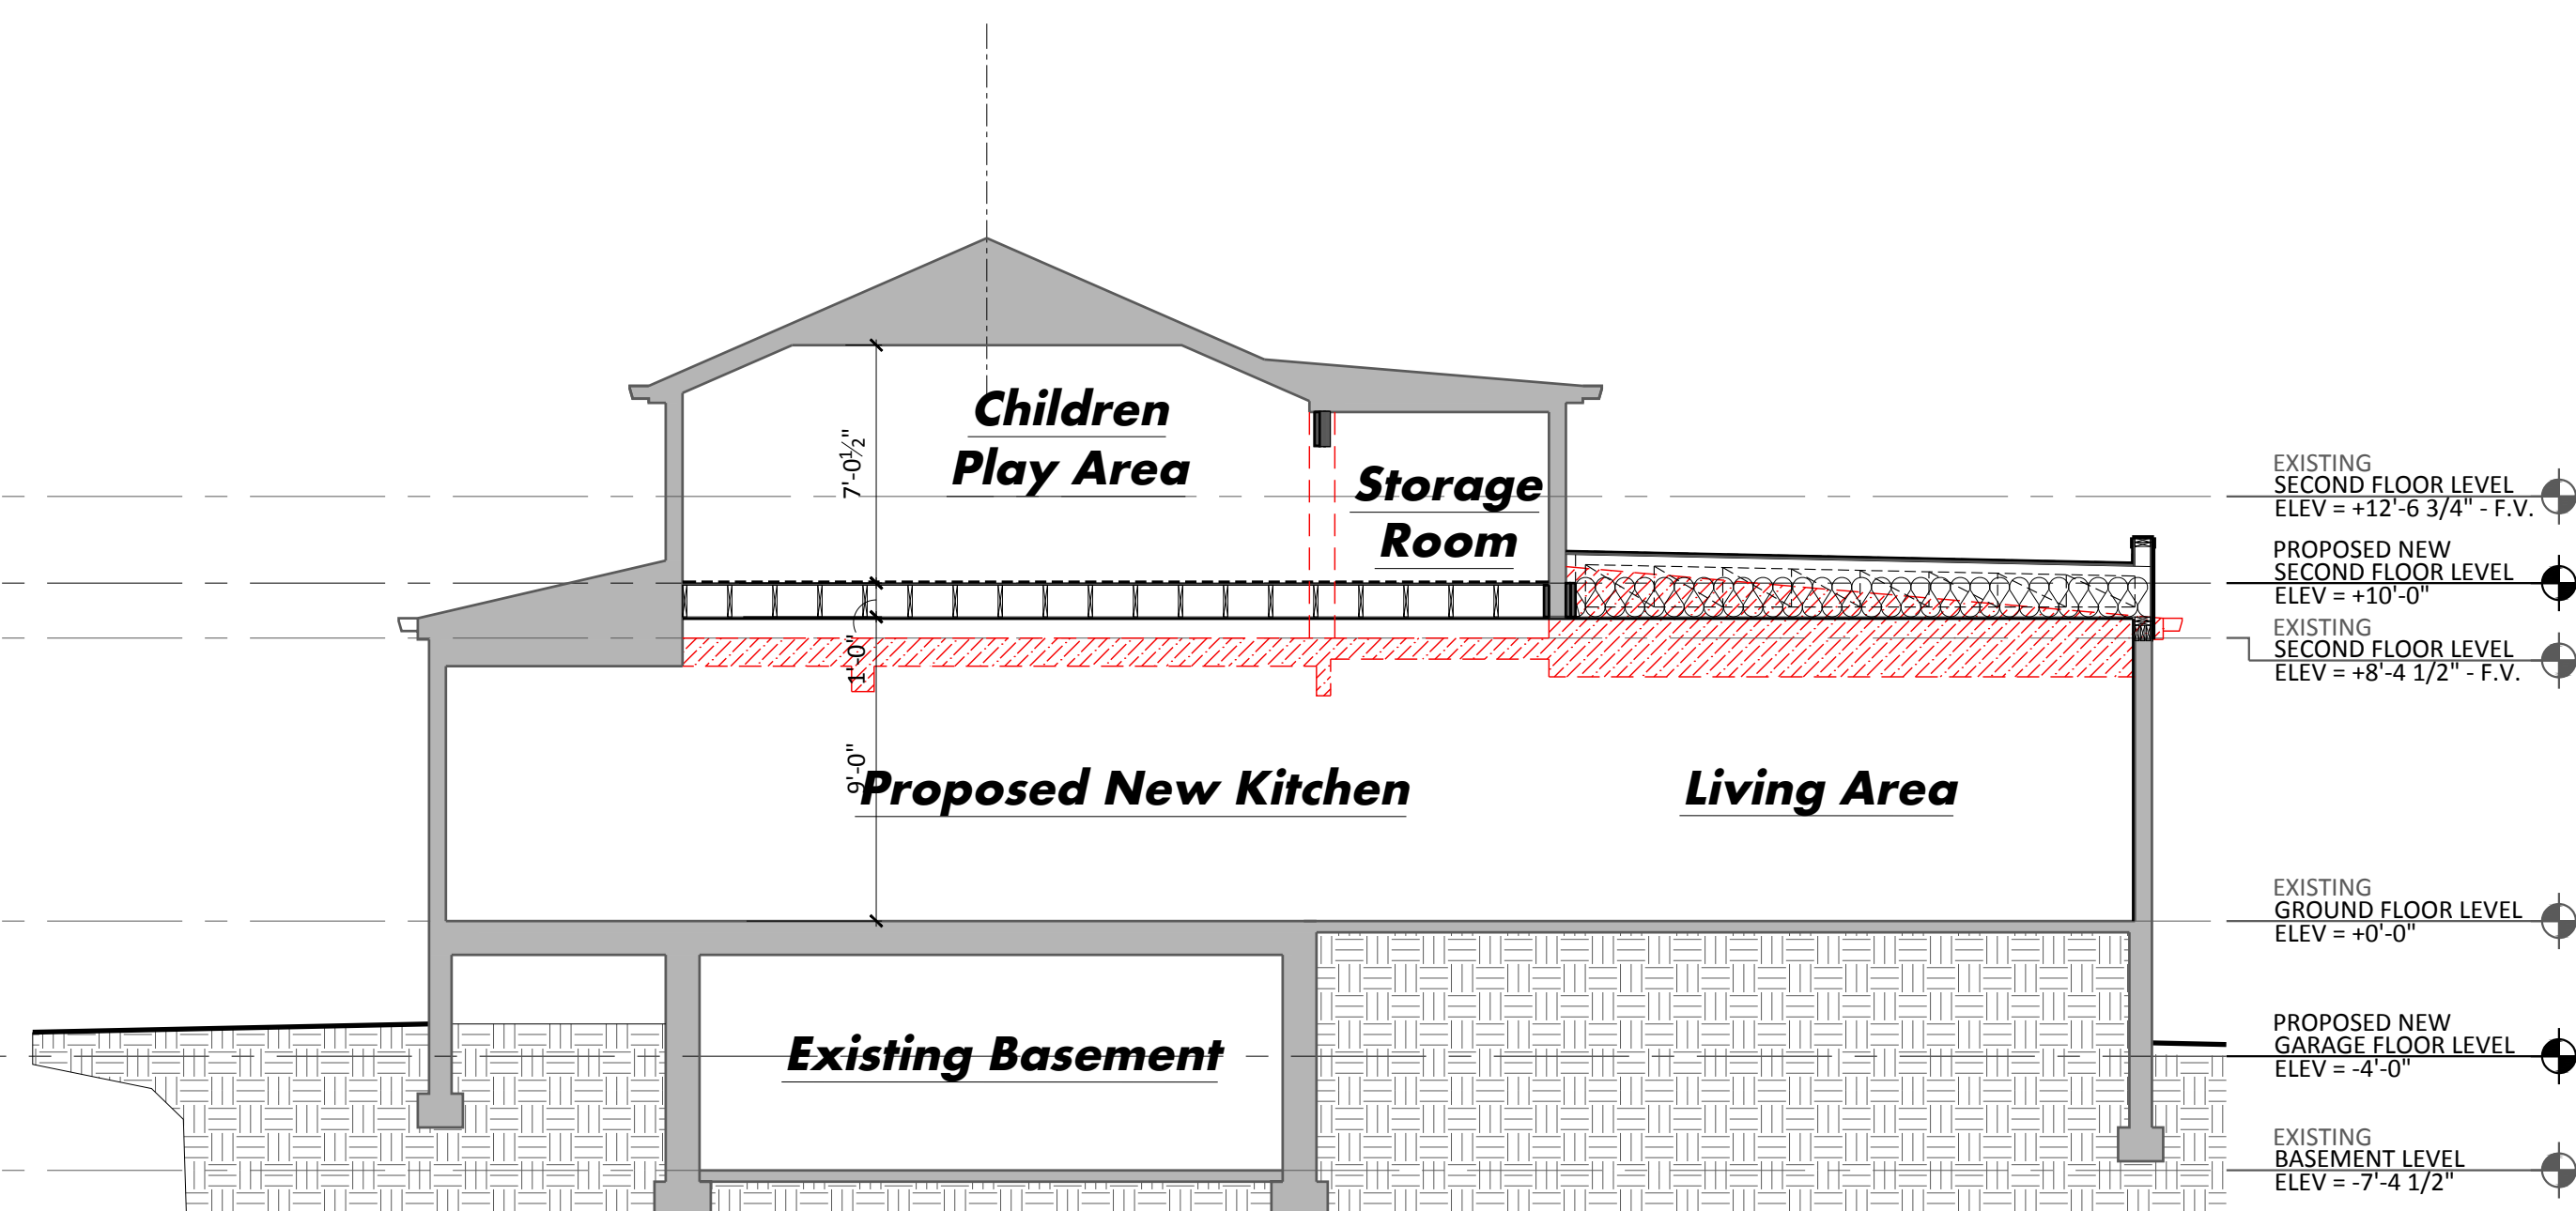 Children
Play Area
7'-0½"
Storage
Room
1'-0"
9'-0"
Proposed New Kitchen
Living Area
Existing Basement
EXISTING
SECOND FLOOR LEVEL
ELEV = +12'-6 3/4" - F.V.
PROPOSED NEW
SECOND FLOOR LEVEL
ELEV = +10'-0"
EXISTING
SECOND FLOOR LEVEL
ELEV = +8'-4 1/2" - F.V.
EXISTING
GROUND FLOOR LEVEL
ELEV = +0'-0"
PROPOSED NEW
GARAGE FLOOR LEVEL
ELEV = -4'-0"
EXISTING
BASEMENT LEVEL
ELEV = -7'-4 1/2"